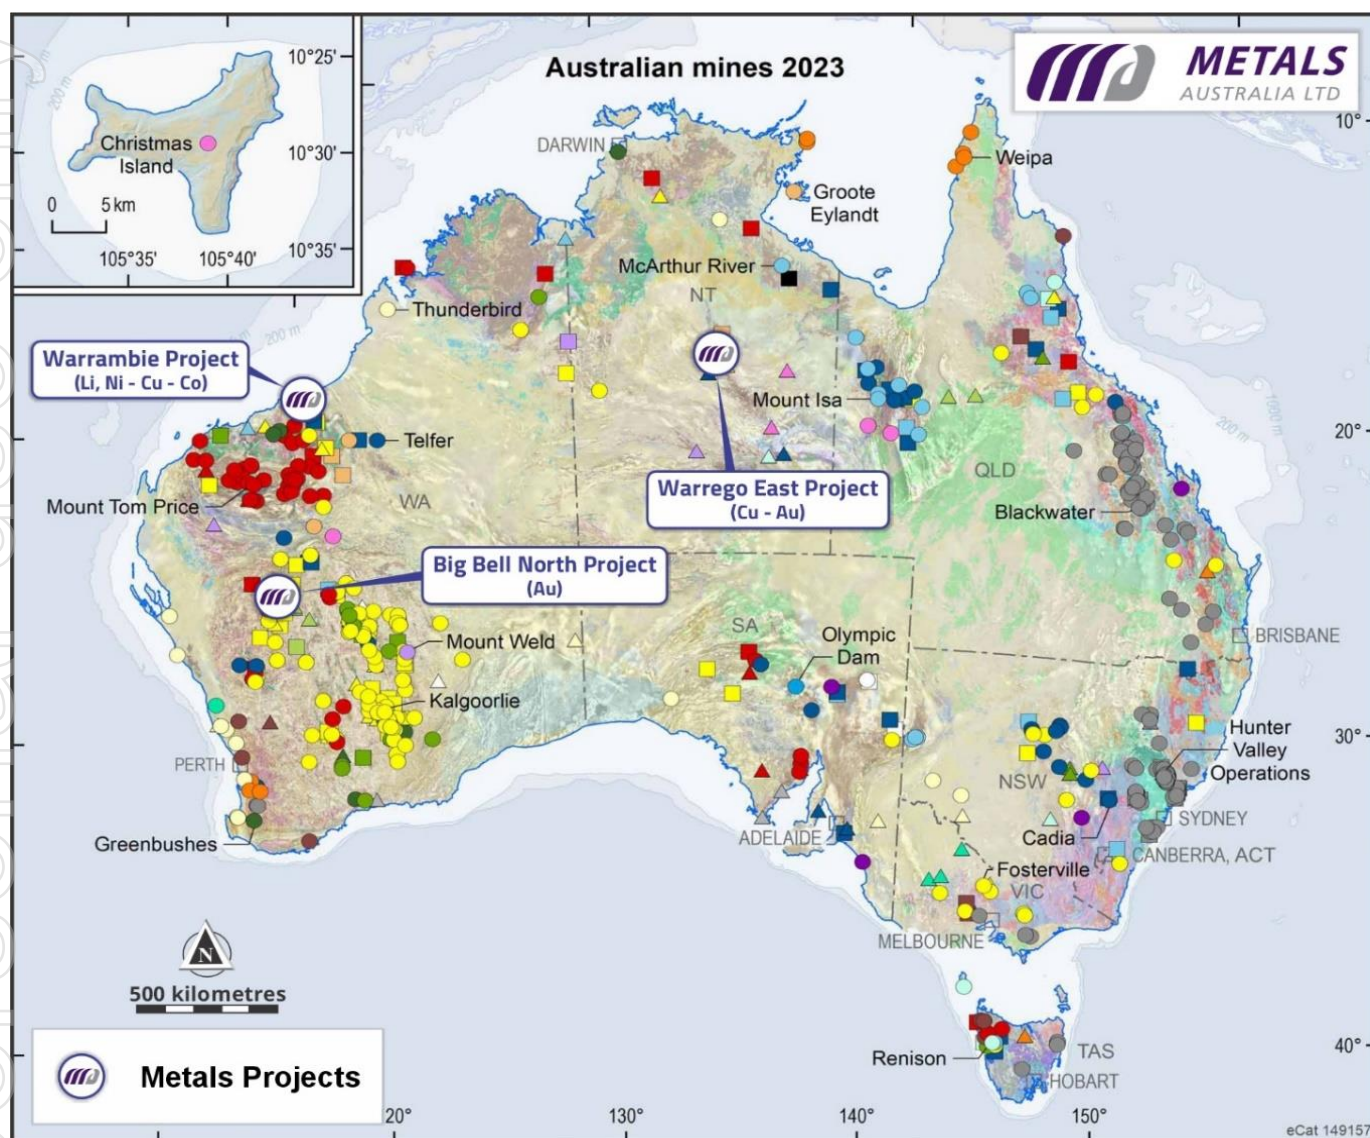 Australian mines 2023
METALS
AUSTRALIA LTD
10°25'
10°30'
10°35'
105°35'
105°40'
Christmas
Island
0
5 km
200 m
DARWIN
Groote
Eylandt
Weipa
10°
McArthur River
NT
Thunderbird
200 m
Warrambie Project
(Li, Ni - Cu - Co)
Mount Isa
Telfer
20°
200 m
1000 m
QLD
Warrego East Project
(Cu - Au)
Mount Tom Price
WA
Blackwater
Big Bell North Project
(Au)
SA
Olympic
Dam
BRISBANE
Mount Weld
Kalgoorlie
30°
Hunter
Valley
Operations
PERTH
NSW
SYDNEY
Cadia
ADELAIDE
CANBERRA, ACT
Greenbushes
Fosterville
VIC
MELBOURNE
N
500 kilometres
Renison
TAS
40°
HOBART
Metals Projects
20°
130°
140°
150°
eCat 149157